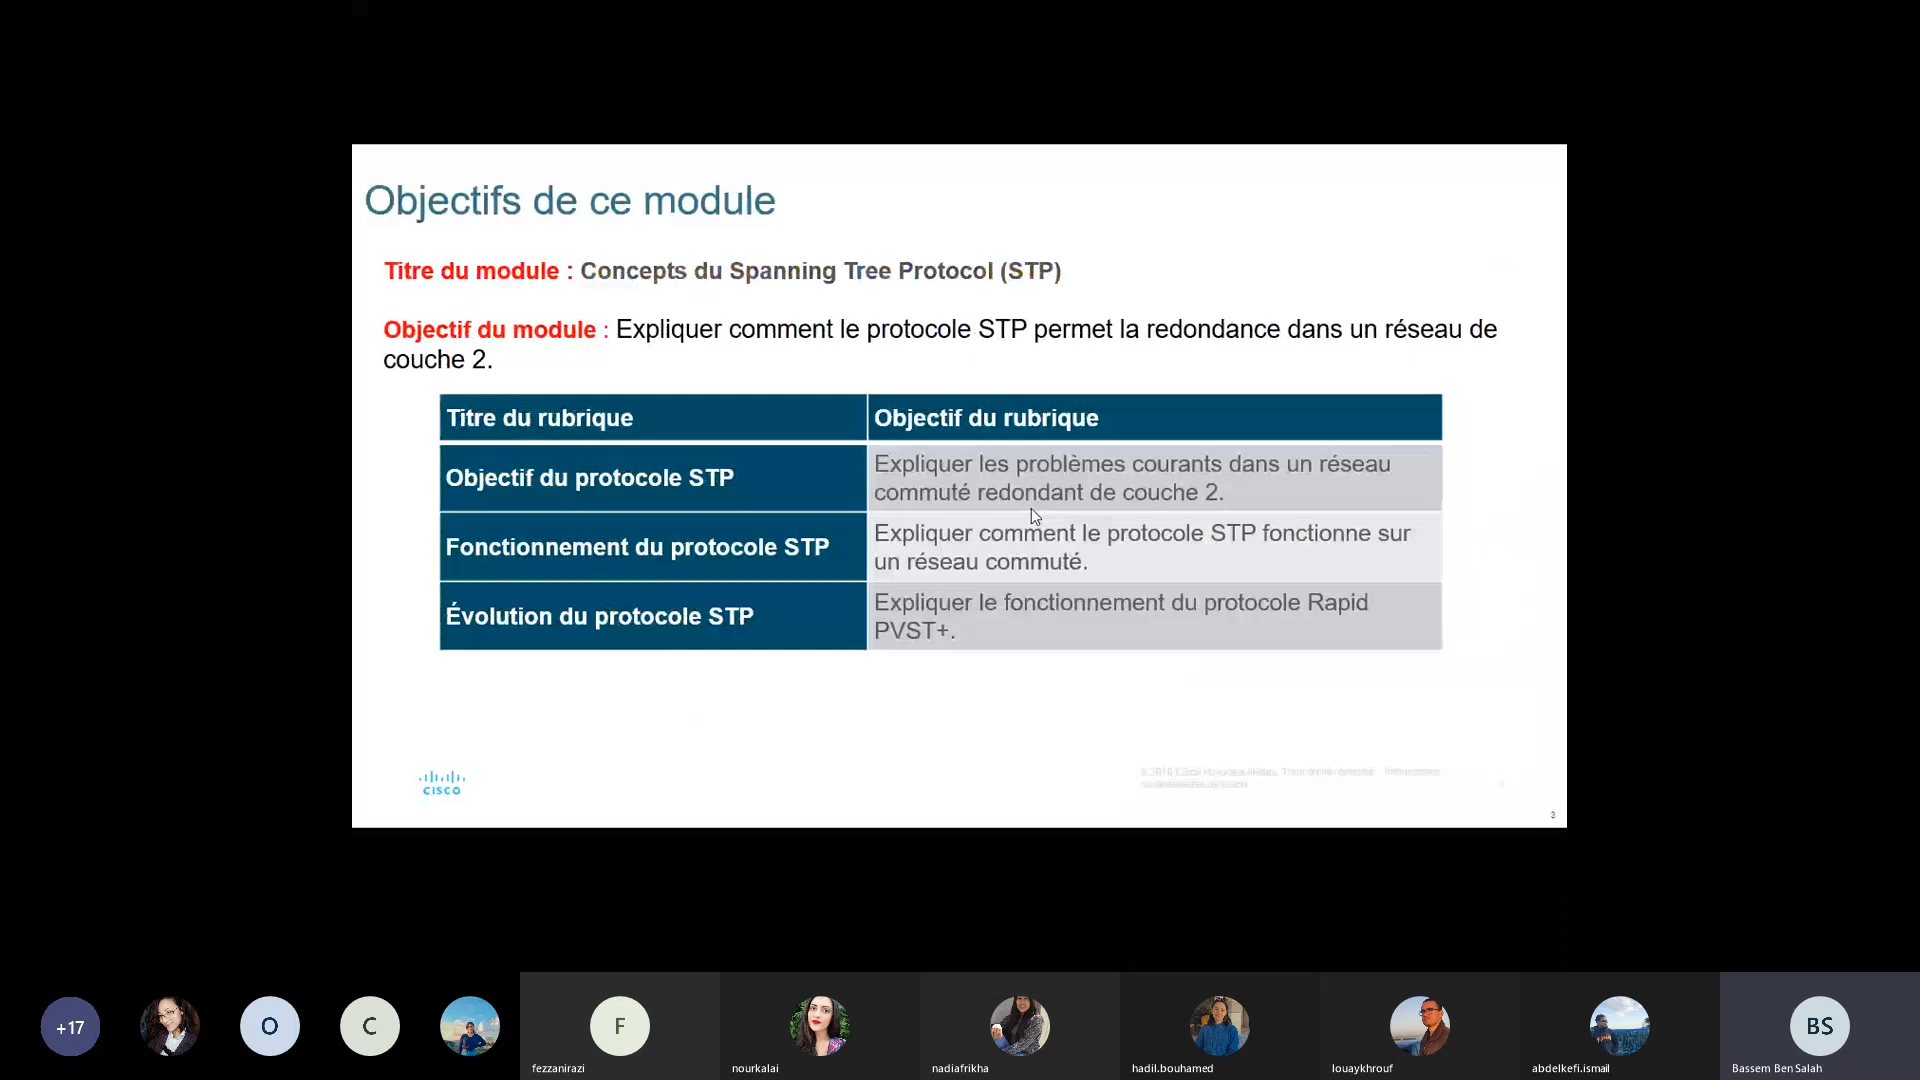 Objectifs de ce module
Titre du module : Concepts du Spanning Tree Protocol (STP)
Objectif du module : Expliquer comment le protocole STP permet la redondance dans un réseau de
couche 2.
Titre du rubrique
Objectif du rubrique
Objectif du protocole STP
Expliquer les problèmes courants dans un réseau
commuté redondant de couche 2.
Fonctionnement du protocole STP
Expliquer comment le protocole STP fonctionne sur
un réseau commuté.
Évolution du protocole STP
Expliquer le fonctionnement du protocole Rapid
PVST+.
CISCO
3
+17
O
C
F
BS
fezzanirazi
nourkalai
nadiafrikha
hadil.bouhamed
louaykhrouf
abdelkefi.ismail
Bassem Ben Salah